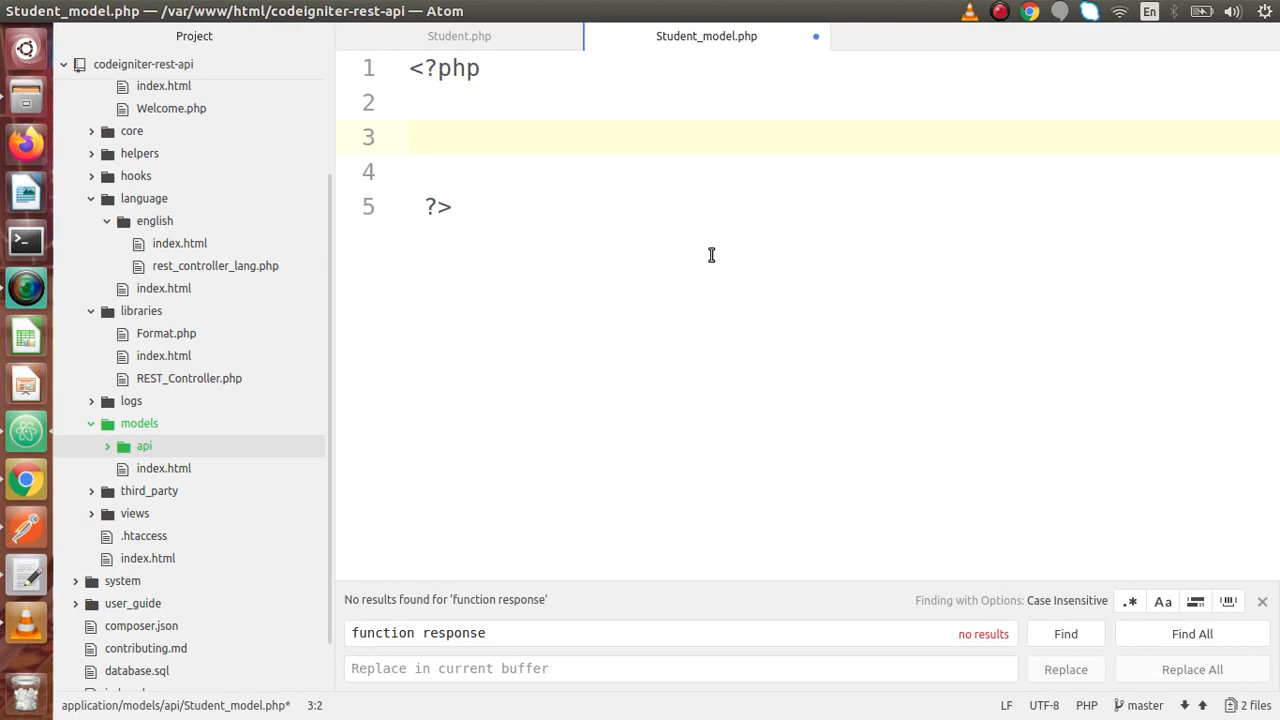 Student_model.php — /var/www/html/codeigniter-rest-api — Atom
En
Project
codeigniter-rest-api
index.html
Welcome.php
core
helpers
hooks
language
english
index.html
rest_controller_lang.php
index.html
libraries
Format.php
index.html
REST_Controller.php
logs
models
api
index.html
third_party
views
.htaccess
index.html
system
user_guide
composer.json
contributing.md
database.sql
Student.php
Student_model.php
1 <?php
2
3
4
5 ?>
No results found for 'function response'
Finding with Options: Case Insensitive
.* Aa
function response
no results
Find
Find All
Replace in current buffer
Replace
Replace All
application/models/api/Student_model.php* 3:2
LF UTF-8 PHP master 2 files